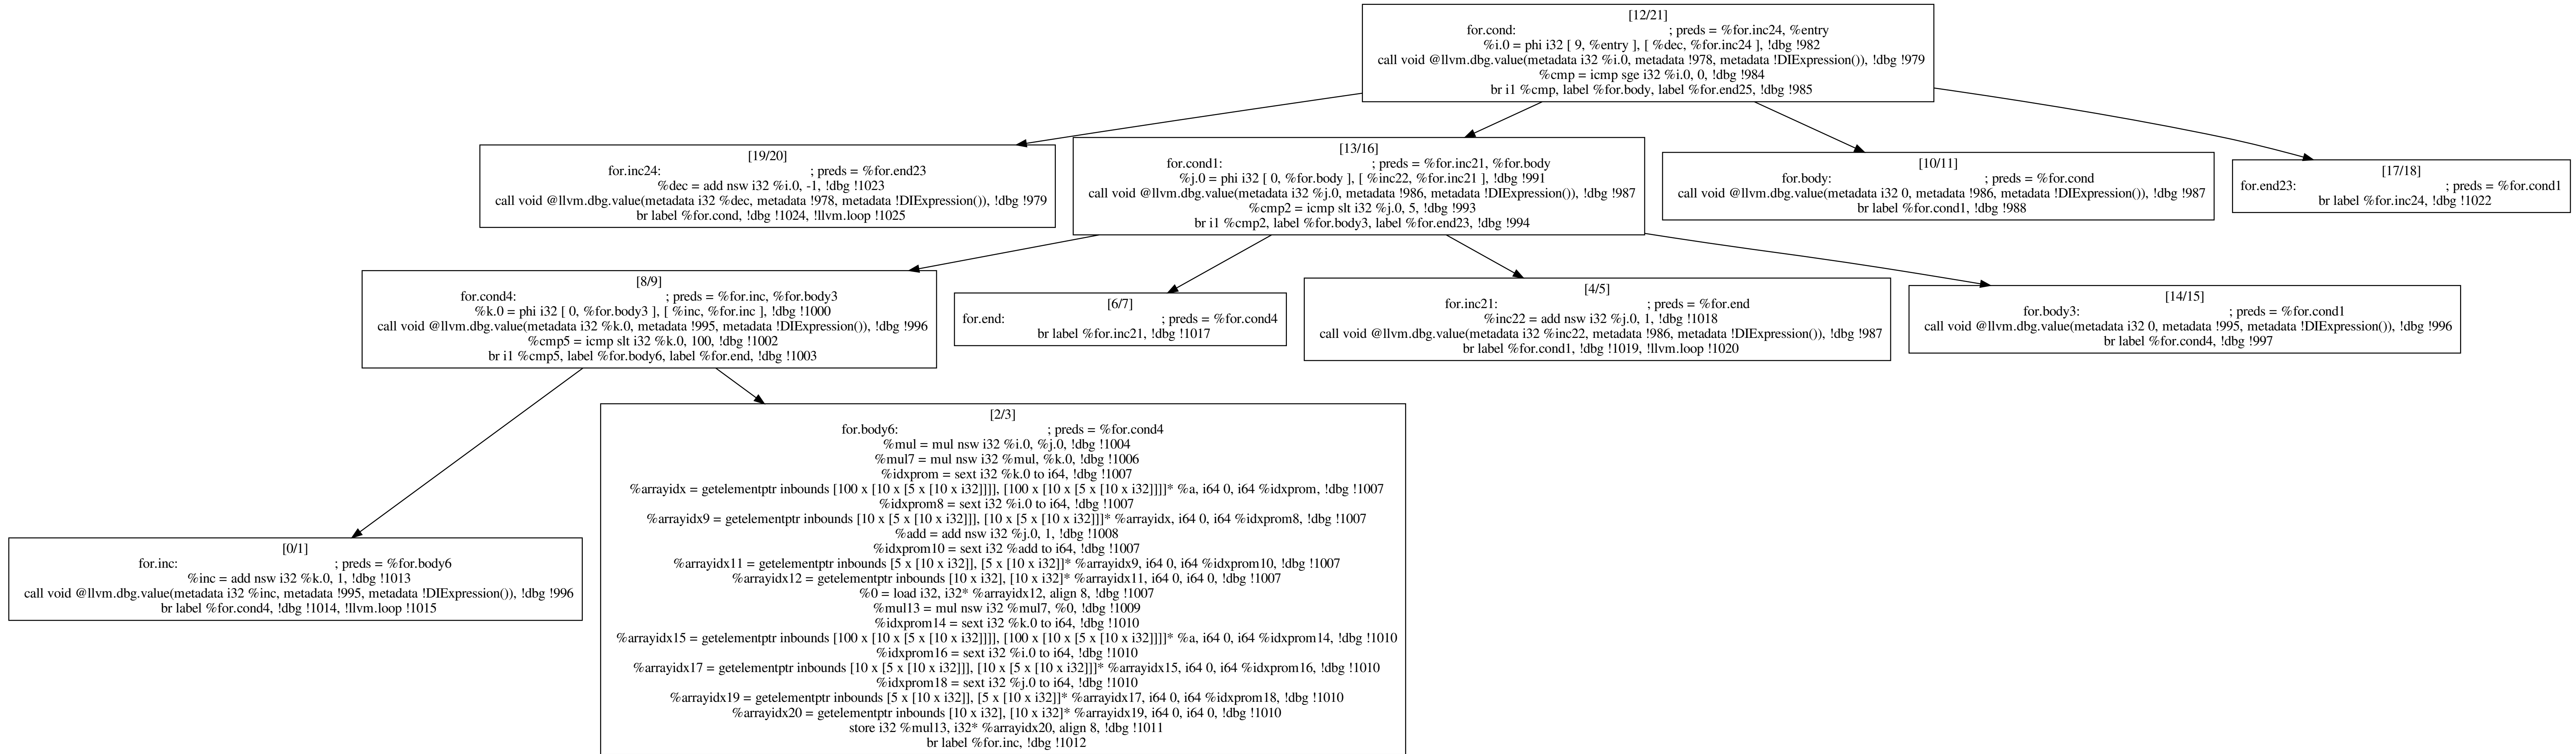 [12/21]
for.cond: ; preds = %for.inc24, %entry
%i.0 = phi i32 [ 9, %entry ], [ %dec, %for.inc24 ], !dbg !982
call void @llvm.dbg.value(metadata i32 %i.0, metadata !978, metadata !DIExpression()), !dbg !979
%cmp = icmp sge i32 %i.0, 0, !dbg !984
br i1 %cmp, label %for.body, label %for.end25, !dbg !985
[19/20]
for.inc24: ; preds = %for.end23
%dec = add nsw i32 %i.0, -1, !dbg !1023
call void @llvm.dbg.value(metadata i32 %dec, metadata !978, metadata !DIExpression()), !dbg !979
br label %for.cond, !dbg !1024, !llvm.loop !1025
[13/16]
for.cond1: ; preds = %for.inc21, %for.body
%j.0 = phi i32 [ 0, %for.body ], [ %inc22, %for.inc21 ], !dbg !991
call void @llvm.dbg.value(metadata i32 %j.0, metadata !986, metadata !DIExpression()), !dbg !987
%cmp2 = icmp slt i32 %j.0, 5, !dbg !993
br i1 %cmp2, label %for.body3, label %for.end23, !dbg !994
[10/11]
for.body: ; preds = %for.cond
call void @llvm.dbg.value(metadata i32 0, metadata !986, metadata !DIExpression()), !dbg !987
br label %for.cond1, !dbg !988
[17/18]
for.end23: ; preds = %for.cond1
br label %for.inc24, !dbg !1022
[8/9]
for.cond4: ; preds = %for.inc, %for.body3
%k.0 = phi i32 [ 0, %for.body3 ], [ %inc, %for.inc ], !dbg !1000
call void @llvm.dbg.value(metadata i32 %k.0, metadata !995, metadata !DIExpression()), !dbg !996
%cmp5 = icmp slt i32 %k.0, 100, !dbg !1002
br i1 %cmp5, label %for.body6, label %for.end, !dbg !1003
[6/7]
for.end: ; preds = %for.cond4
br label %for.inc21, !dbg !1017
[4/5]
for.inc21: ; preds = %for.end
%inc22 = add nsw i32 %j.0, 1, !dbg !1018
call void @llvm.dbg.value(metadata i32 %inc22, metadata !986, metadata !DIExpression()), !dbg !987
br label %for.cond1, !dbg !1019, !llvm.loop !1020
[14/15]
for.body3: ; preds = %for.cond1
call void @llvm.dbg.value(metadata i32 0, metadata !995, metadata !DIExpression()), !dbg !996
br label %for.cond4, !dbg !997
[0/1]
for.inc: ; preds = %for.body6
%inc = add nsw i32 %k.0, 1, !dbg !1013
call void @llvm.dbg.value(metadata i32 %inc, metadata !995, metadata !DIExpression()), !dbg !996
br label %for.cond4, !dbg !1014, !llvm.loop !1015
[2/3]
for.body6: ; preds = %for.cond4
%mul = mul nsw i32 %i.0, %j.0, !dbg !1004
%mul7 = mul nsw i32 %mul, %k.0, !dbg !1006
%idxprom = sext i32 %k.0 to i64, !dbg !1007
%arrayidx = getelementptr inbounds [100 x [10 x [5 x [10 x i32]]]], [100 x [10 x [5 x [10 x i32]]]]* %a, i64 0, i64 %idxprom, !dbg !1007
%idxprom8 = sext i32 %i.0 to i64, !dbg !1007
%arrayidx9 = getelementptr inbounds [10 x [5 x [10 x i32]]], [10 x [5 x [10 x i32]]]* %arrayidx, i64 0, i64 %idxprom8, !dbg !1007
%add = add nsw i32 %j.0, 1, !dbg !1008
%idxprom10 = sext i32 %add to i64, !dbg !1007
%arrayidx11 = getelementptr inbounds [5 x [10 x i32]], [5 x [10 x i32]]* %arrayidx9, i64 0, i64 %idxprom10, !dbg !1007
%arrayidx12 = getelementptr inbounds [10 x i32], [10 x i32]* %arrayidx11, i64 0, i64 0, !dbg !1007
%0 = load i32, i32* %arrayidx12, align 8, !dbg !1007
%mul13 = mul nsw i32 %mul7, %0, !dbg !1009
%idxprom14 = sext i32 %k.0 to i64, !dbg !1010
%arrayidx15 = getelementptr inbounds [100 x [10 x [5 x [10 x i32]]]], [100 x [10 x [5 x [10 x i32]]]]* %a, i64 0, i64 %idxprom14, !dbg !1010
%idxprom16 = sext i32 %i.0 to i64, !dbg !1010
%arrayidx17 = getelementptr inbounds [10 x [5 x [10 x i32]]], [10 x [5 x [10 x i32]]]* %arrayidx15, i64 0, i64 %idxprom16, !dbg !1010
%idxprom18 = sext i32 %j.0 to i64, !dbg !1010
%arrayidx19 = getelementptr inbounds [5 x [10 x i32]], [5 x [10 x i32]]* %arrayidx17, i64 0, i64 %idxprom18, !dbg !1010
%arrayidx20 = getelementptr inbounds [10 x i32], [10 x i32]* %arrayidx19, i64 0, i64 0, !dbg !1010
store i32 %mul13, i32* %arrayidx20, align 8, !dbg !1011
br label %for.inc, !dbg !1012